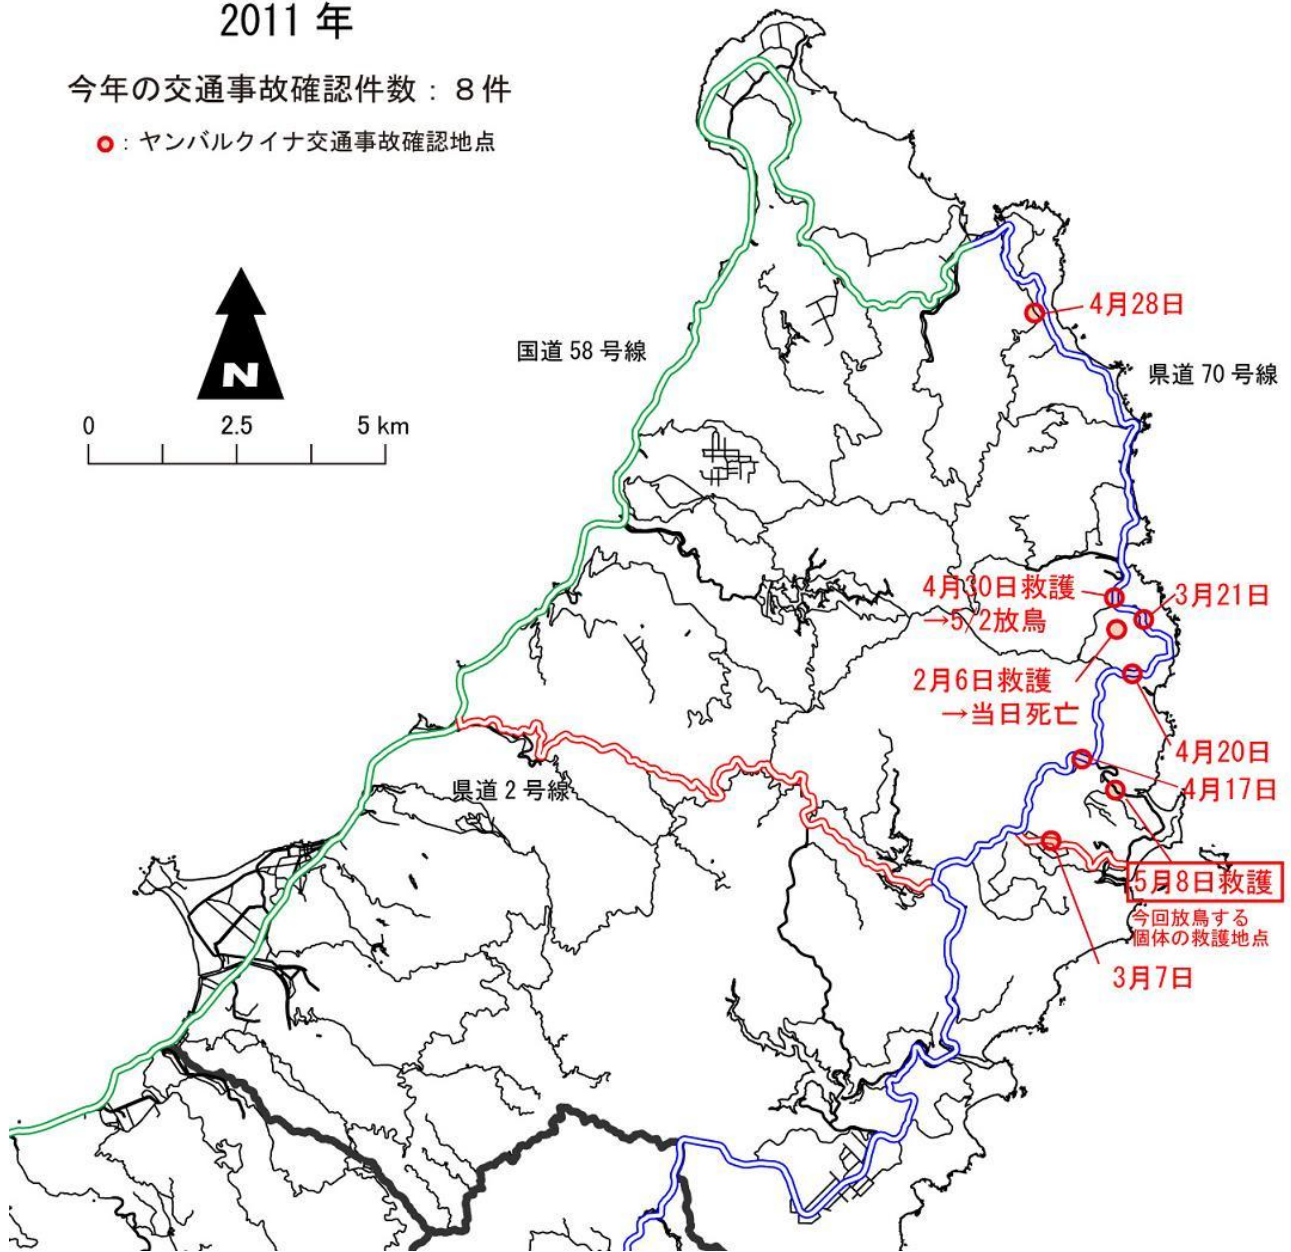 2011 年
今年の交通事故確認件数：８件
：ヤンバルクイナ交通事故確認地点
N
0 2.5 5 km
国道 58 号線
4月28日
県道 70 号線
4月30日救護
→5/2放鳥
3月21日
2月6日救護
→当日死亡
4月20日
県道 2 号線
4月17日
5月8日救護
今回放鳥する
個体の救護地点
3月7日